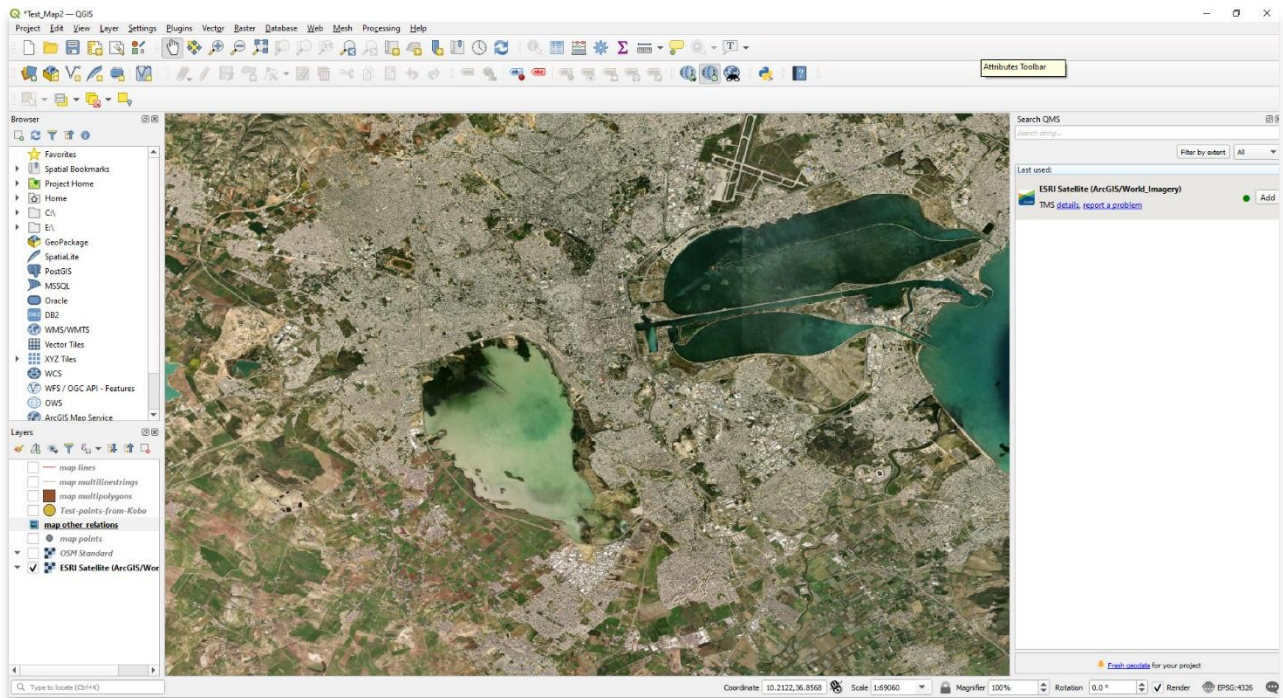 *Test_Map2 — QGIS
Project Edit View Layer Settings Plugins Vector Raster Database Web Mesh Processing Help
Attributes Toolbar
Browser
Favorites
Spatial Bookmarks
Project Home
Home
C:\
E:\
GeoPackage
SpatiaLite
PostGIS
MSSQL
Oracle
DB2 DB2
WMS/WMTS
Vector Tiles
XYZ Tiles
WCS
WFS / OGC API - Features
OWS
ArcGIS Map Service
Layers
map lines
map multilinestrings
map multipolygons
Test-points-from-Kobo
map other_relations
map points
OSM Standard
ESRI Satellite (ArcGIS/Wor
Search QMS
Search string...
Filter by extent All
Last used:
ESRI Satellite (ArcGIS/World_Imagery)
TMS details, report a problem
Add
Fresh geodata for your project
Type to locate (Ctrl+K)
Coordinate 10.2122,36.8568 Scale 1:69060 Magnifier 100% Rotation 0.0 ° Render EPSG:4326